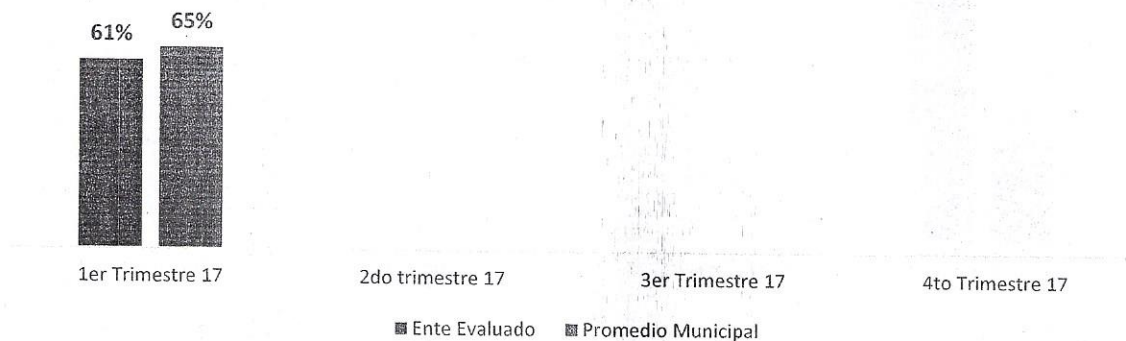 65%
61%
1er Trimestre 17
2do trimestre 17
3er Trimestre 17
4to Trimestre 17
Ente Evaluado
Promedio Municipal